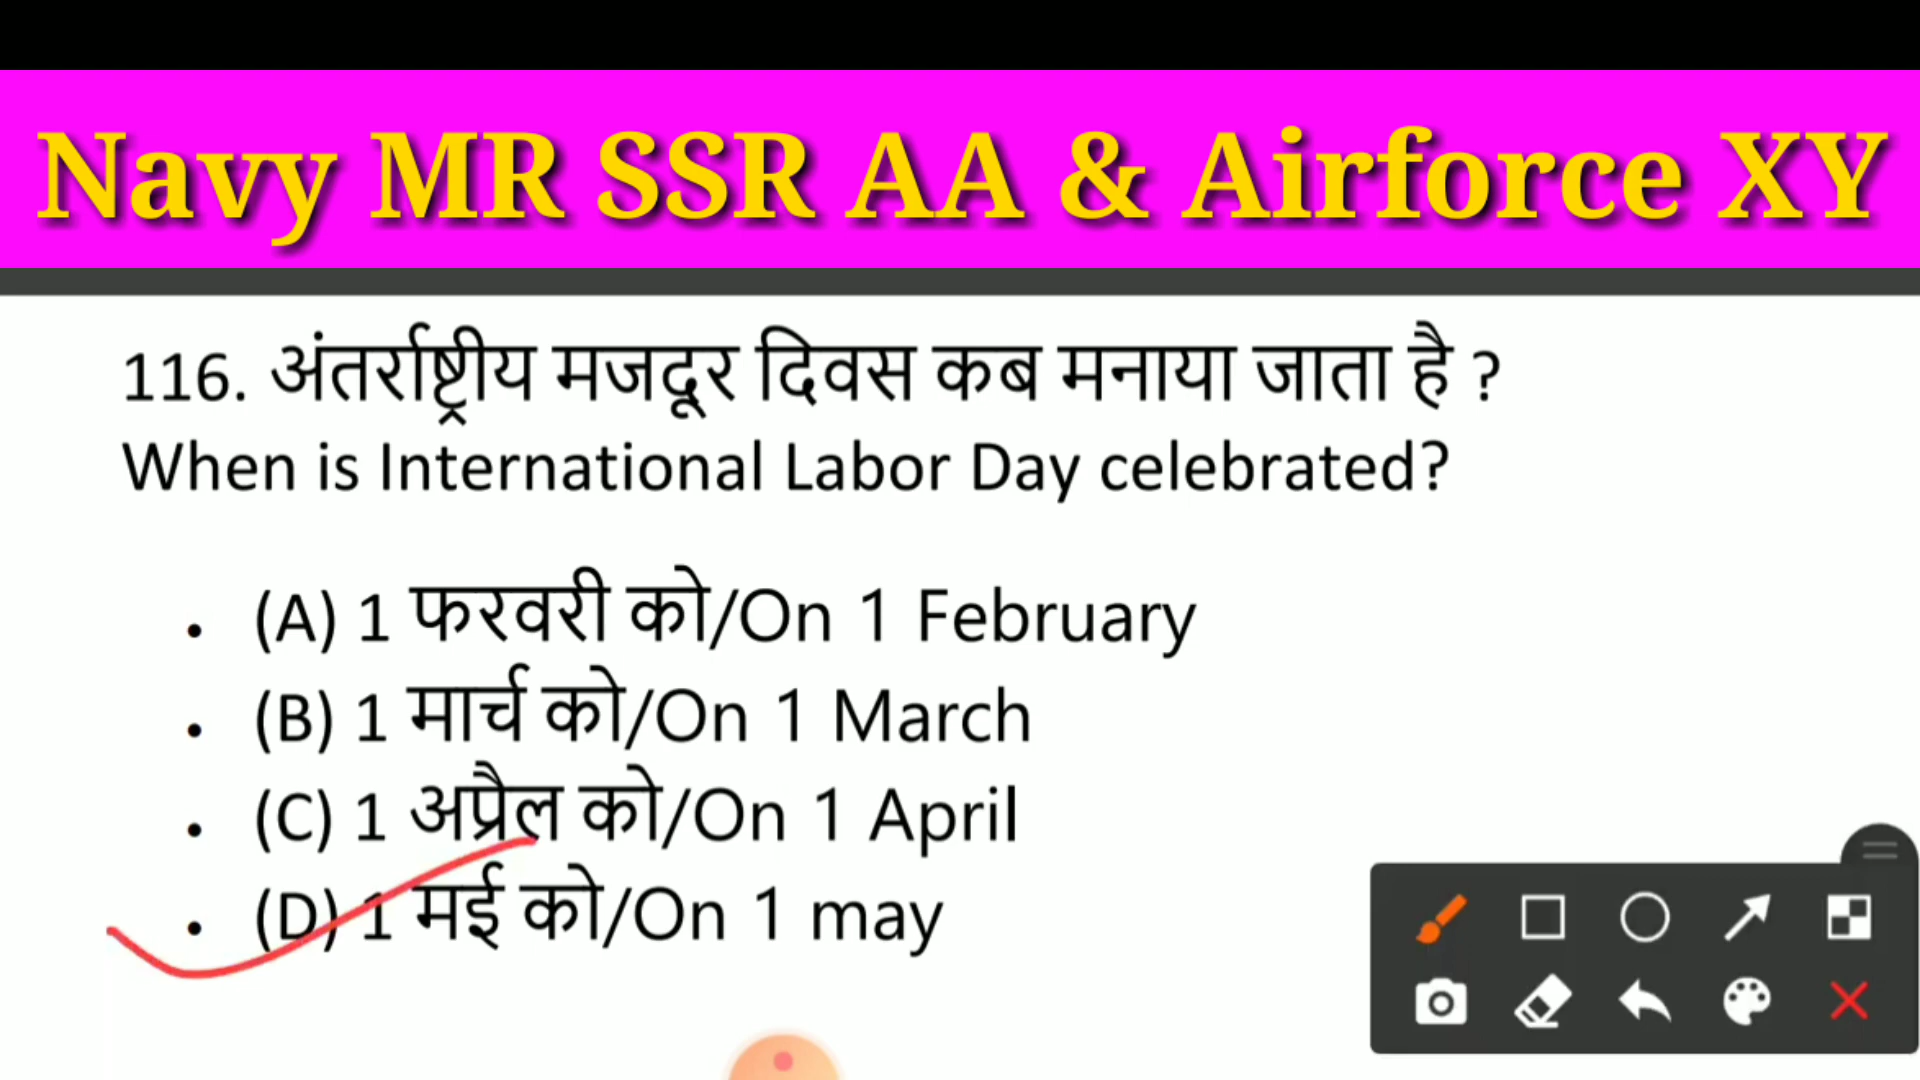 Navy MR SSR AA & Airforce XY
116. अंतर्राष्ट्रीय मजदूर दिवस कब मनाया जाता है ?
When is International Labor Day celebrated?
• (A) 1 फरवरी को/On 1 February
• (B) 1 मार्च को/On 1 March
• (C) 1 अप्रैल को/On 1 April
• (D) 1 मई को/On 1 may